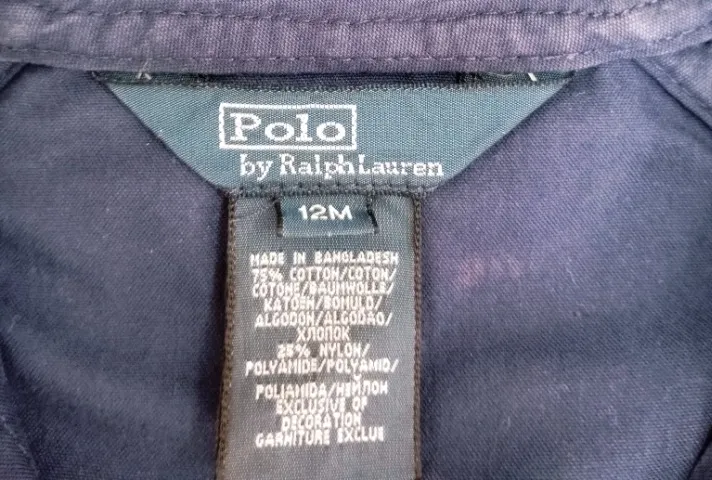 Polo
by Ralph Lauren
12M
MADE IN BANGLADESH
75% COTTON/COTON/
COTONE/BAUMWOLLE/
KATOEN/BOMULD/
ALGODON/ALGODAO/
ХЛОПОК
25% NYLON/
POLYAMIDE/POLYAMID/
POLIAMIDA/НЕЙЛОН
EXCLUSIVE OF
DECORATION
GARNITURE EXCLUE